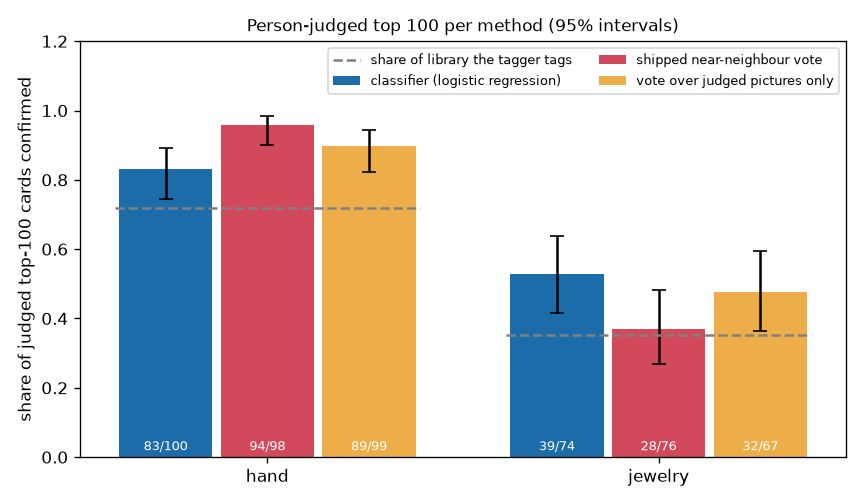 Person-judged top 100 per method (95% intervals)
share of library the tagger tags
classifier (logistic regression)
shipped near-neighbour vote
vote over judged pictures only
share of judged top-100 cards confirmed
1.2
1.0
0.8
0.6
0.4
0.2
0.0
83/100
94/98
89/99
39/74
28/76
32/67
hand
jewelry